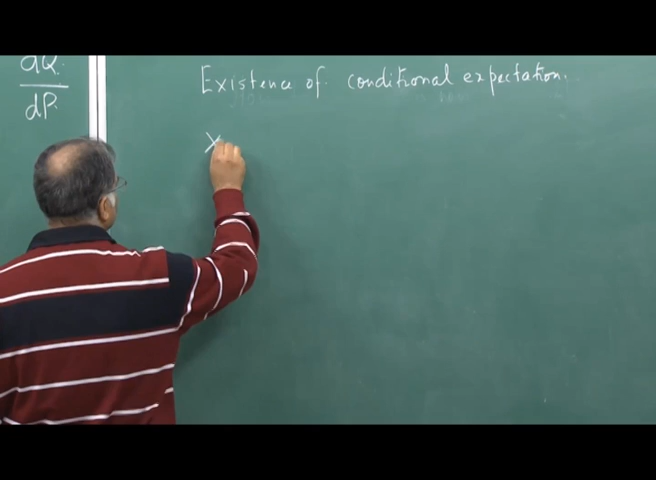 dQ
dP
Existence of conditional expectation.
X